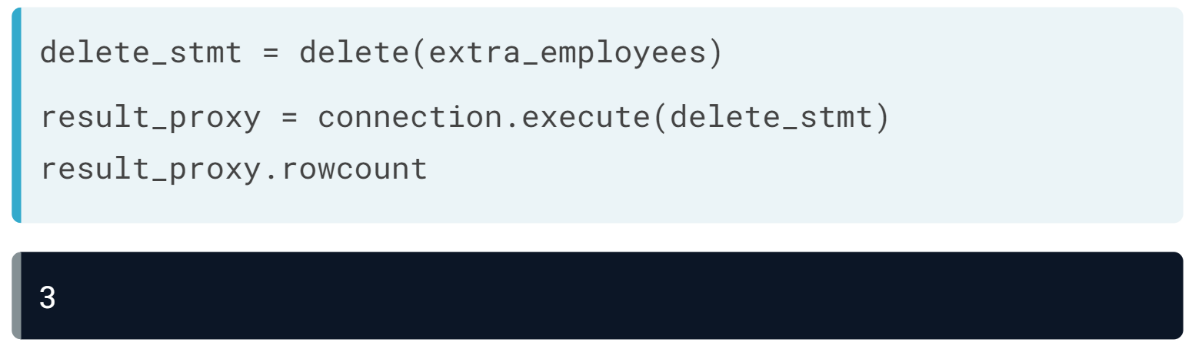 delete_stmt = delete(extra_employees)
result_proxy = connection.execute(delete_stmt)
result_proxy.rowcount
3